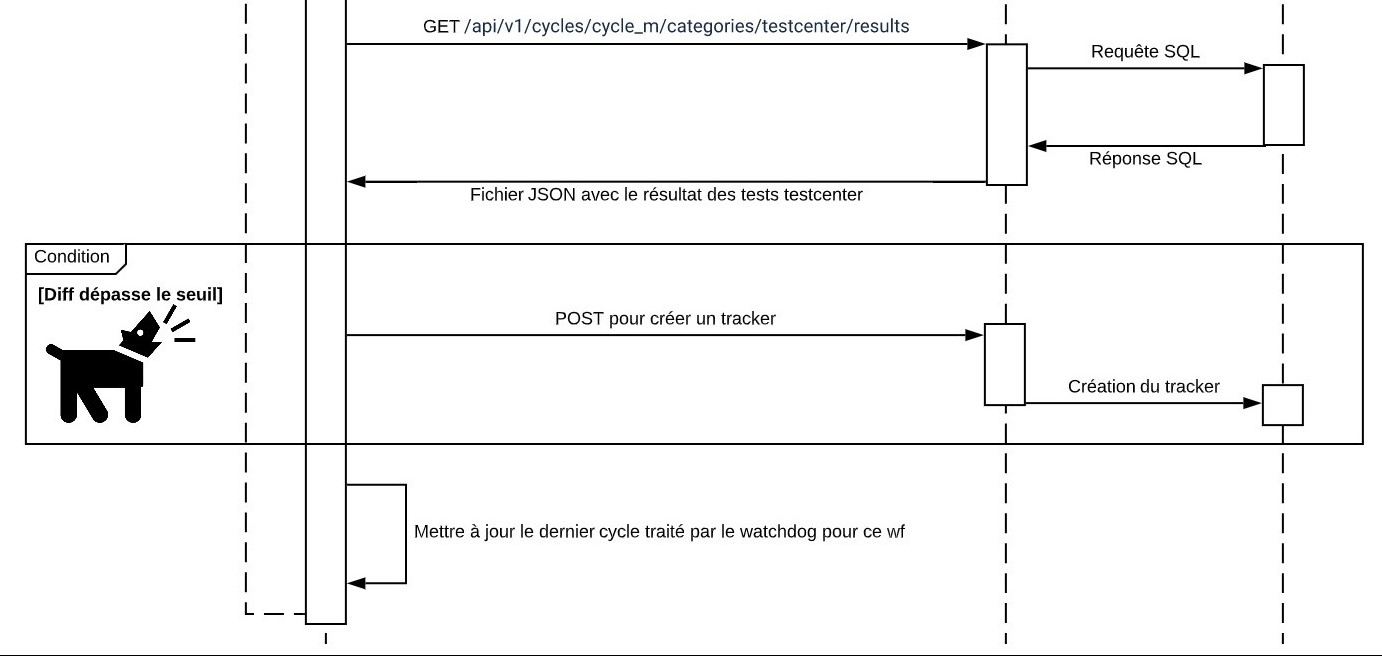 GET /api/v1/cycles/cycle_m/categories/testcenter/results
Requête SQL
Réponse SQL
Fichier JSON avec le résultat des tests testcenter
Condition
[Diff dépasse le seuil]
POST pour créer un tracker
Création du tracker
Mettre à jour le dernier cycle traité par le watchdog pour ce wf